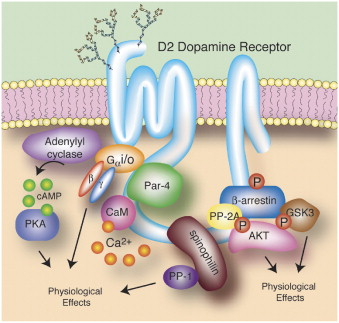 D2 Dopamine Receptor
Adenylyl
cyclase
Gαi/o
β
γ
Par-4
cAMP
PKA
CaM
Ca2+
P
β-arrestin
PP-2A
P
P
GSK3
AKT
spinophilin
PP-1
Physiological
Effects
Physiological
Effects